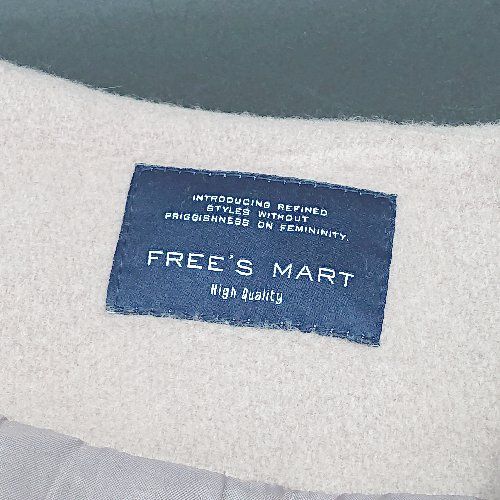 INTRODUCING REFINED
STYLES WITHOUT
PRIGGISHNESS ON FEMININITY.
FREE'S MART
High Quality